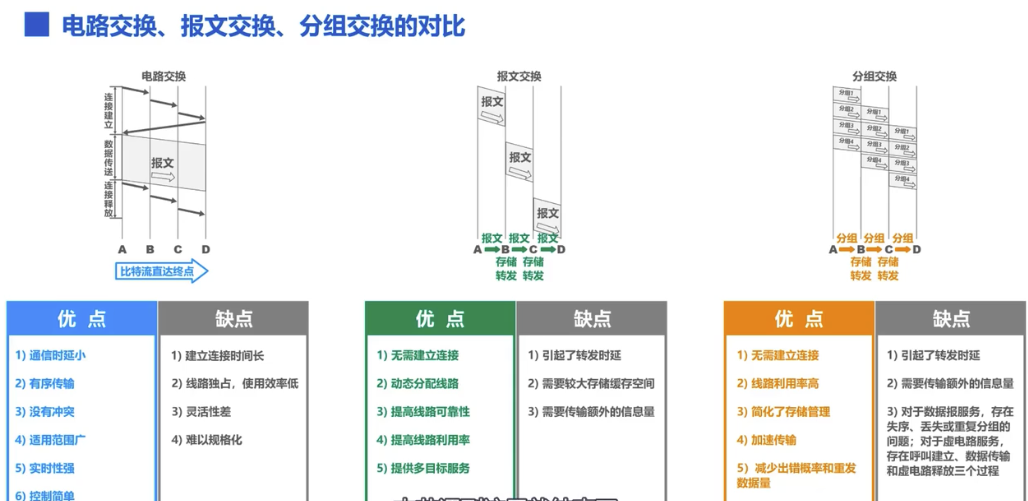 电路交换、报文交换、分组交换的对比
电路交换
连接建立
数据传送
连接释放
报文
A B C D
比特流直达终点
报文交换
报文
报文
报文
报文 报文 报文
A B C D
存储 存储
转发 转发
分组交换
分组1
分组2 分组1
分组3 分组2 分组1
分组4 分组3 分组2
分组4 分组3
分组4
分组 分组 分组
A B C D
存储 存储
转发 转发
优 点
缺点
1) 通信时延小
2) 有序传输
3) 没有冲突
4) 适用范围广
5) 实时性强
6) 控制简单
1) 建立连接时间长
2) 线路独占，使用效率低
3) 灵活性差
4) 难以规格化
优 点
缺点
1) 无需建立连接
2) 动态分配线路
3) 提高线路可靠性
4) 提高线路利用率
5) 提供多目标服务
1) 引起了转发时延
2) 需要较大存储缓存空间
3) 需要传输额外的信息量
优 点
缺点
1) 无需建立连接
2) 线路利用率高
3) 简化了存储管理
4) 加速传输
5) 减少出错概率和重发
数据量
1) 引起了转发时延
2) 需要传输额外的信息量
3) 对于数据报服务，存在
失序、丢失或重复分组的
问题；对于虚电路服务，
存在呼叫建立、数据传输
和虚电路释放三个过程